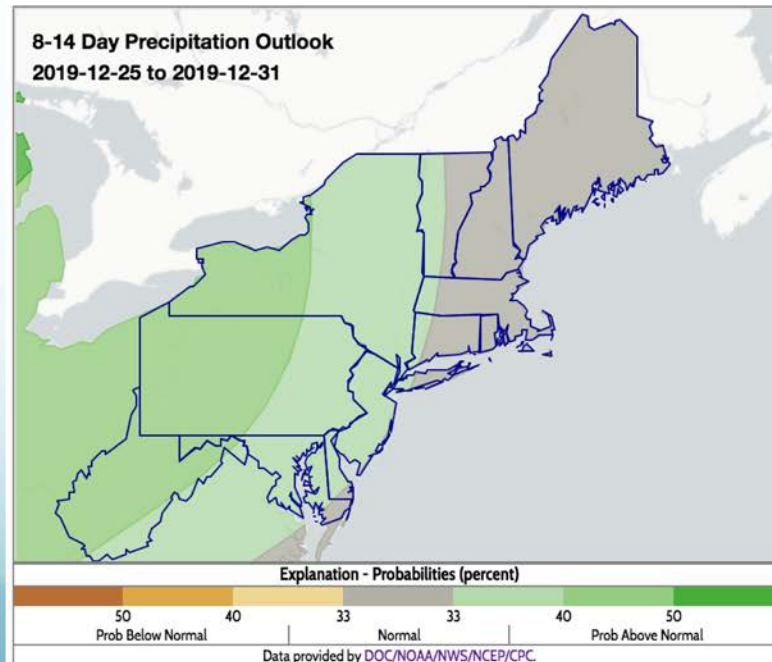 8-14 Day Precipitation Outlook
2019-12-25 to 2019-12-31
Explanation - Probabilities (percent)
50 40 33 33 40 50
Prob Below Normal | Normal | Prob Above Normal
Data provided by DOC/NOAA/NWS/NCEP/CPC.